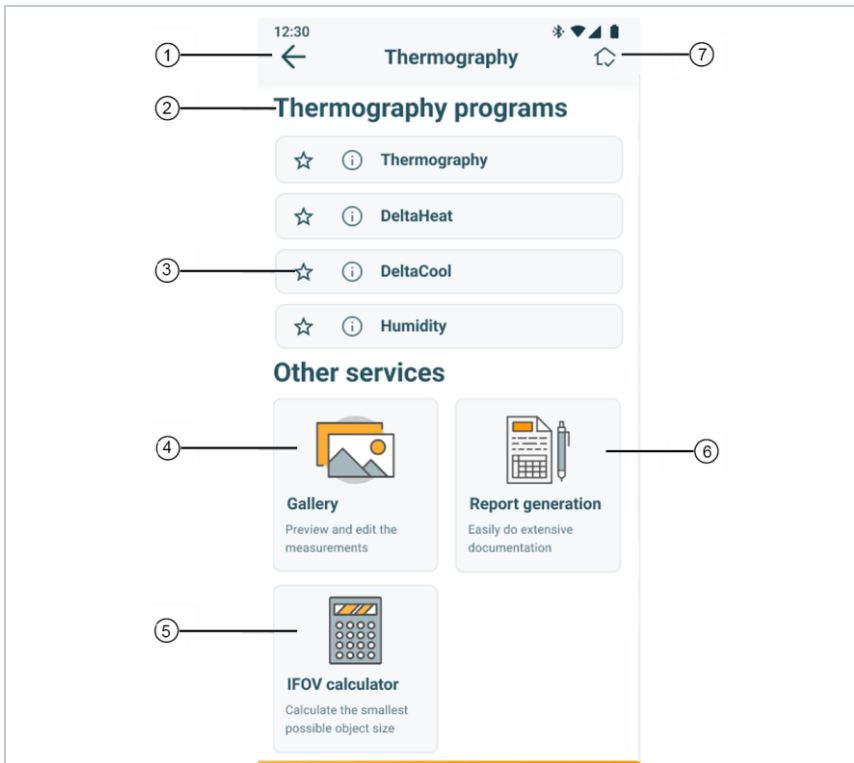 12:30
1
Thermography
7
2
Thermography programs
Thermography
DeltaHeat
3
DeltaCool
Humidity
Other services
4
6
Gallery
Preview and edit the
measurements
Report generation
Easily do extensive
documentation
5
IFOV calculator
Calculate the smallest
possible object size